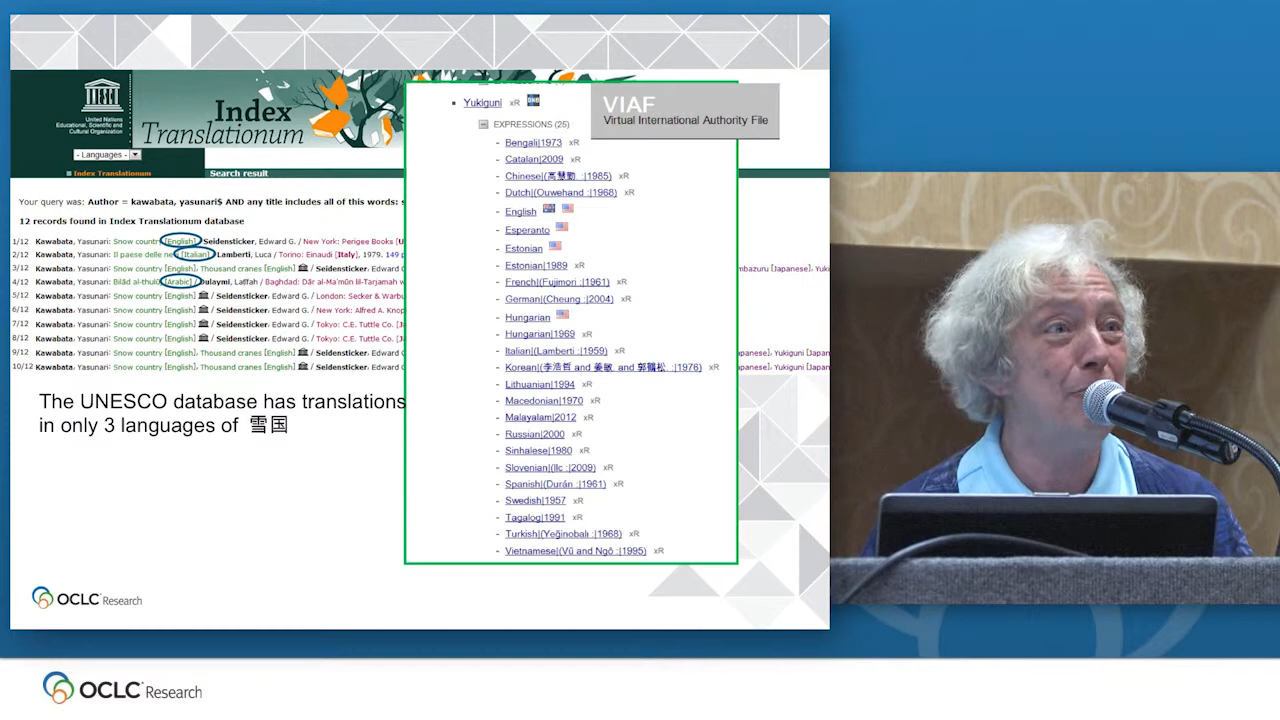 United Nations
Educational, Scientific and
Cultural Organization
Index
Translationum
- Languages -
Index Translationum
Search result
Your query was: Author = kawabata, yasunari$ AND any title includes all of this words: s
12 records found in Index Translationum database
1/12 Kawabata, Yasunari: Snow country [English] / Seidensticker, Edward G. / New York: Perigee Books [U
2/12 Kawabata, Yasunari: Il paese delle nevi [Italian] / Lamberti, Luca / Torino: Einaudi [Italy], 1979. 149 p
3/12 Kawabata, Yasunari: Snow country [English], Thousand cranes [English] / Seidensticker, Edward G
mbazuru [Japanese], Yuki
4/12 Kawabata, Yasunari: [Arabic] / Dulaymi, Laffah / Baghdad: Dār al-Ma'mūn lil-Tarjamah w
5/12 Kawabata, Yasunari: Snow country [English] / Seidensticker, Edward G. / London: Secker & Warbu
6/12 Kawabata, Yasunari: Snow country [English] / Seidensticker, Edward G. / New York: Alfred A. Knop
7/12 Kawabata, Yasunari: Snow country [English] / Seidensticker, Edward G. / Tokyo: C.E. Tuttle Co. [J
8/12 Kawabata, Yasunari: Snow country [English] / Seidensticker, Edward G. / Tokyo: C.E. Tuttle Co. [J
9/12 Kawabata, Yasunari: Snow country [English], Thousand cranes [English] / Seidensticker, Edward G
panese], Yukiguni [Japan
10/12 Kawabata, Yasunari: Snow country [English], Thousand cranes [English] / Seidensticker, Edward G
panese], Yukiguni [Japan
The UNESCO database has translations
in only 3 languages of 雪国
VIAF
Virtual International Authority File
Yukiguni xR
EXPRESSIONS (25)
- Bengali|1973 xR
- Catalan|2009 xR
- Chinese|(高慧勤. :|1985) xR
- Dutch|(Ouwehand :|1968) xR
- English
- Esperanto
- Estonian
- Estonian|1989 xR
- French|(Fujimori :|1961) xR
- German|(Cheung :|2004) xR
- Hungarian
- Hungarian|1969 xR
- Italian|(Lamberti :|1959) xR
- Korean|(李浩哲 and 姜敏. and 郭鶴松. :|1976) xR
- Lithuanian|1994 xR
- Macedonian|1970 xR
- Malayalam|2012 xR
- Russian|2000 xR
- Sinhalese|1980 xR
- Slovenian|(Ilc :|2009) xR
- Spanish|(Durán :|1961) xR
- Swedish|1957 xR
- Tagalog|1991 xR
- Turkish|(Yeğinobalı :|1968) xR
- Vietnamese|(Vũ and Ngô :|1995) xR
OCLC Research
OCLC Research